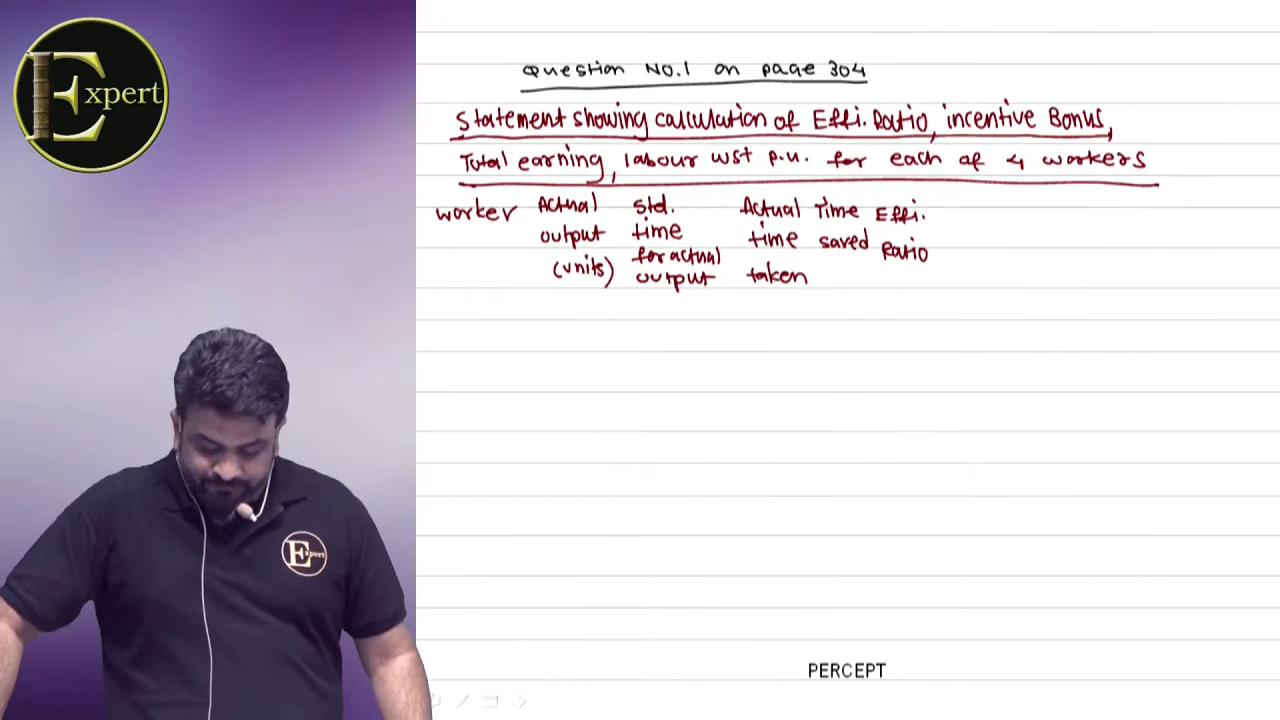 Expert
Question No.1 on page 304
Statement showing calculation of Effi. Ratio, incentive Bonus,
Total earning, labour cost p.u. for each of 4 workers
worker Actual output (units) std. time for actual output Actual time taken Time saved Effi. Ratio
Expert
PERCEPT